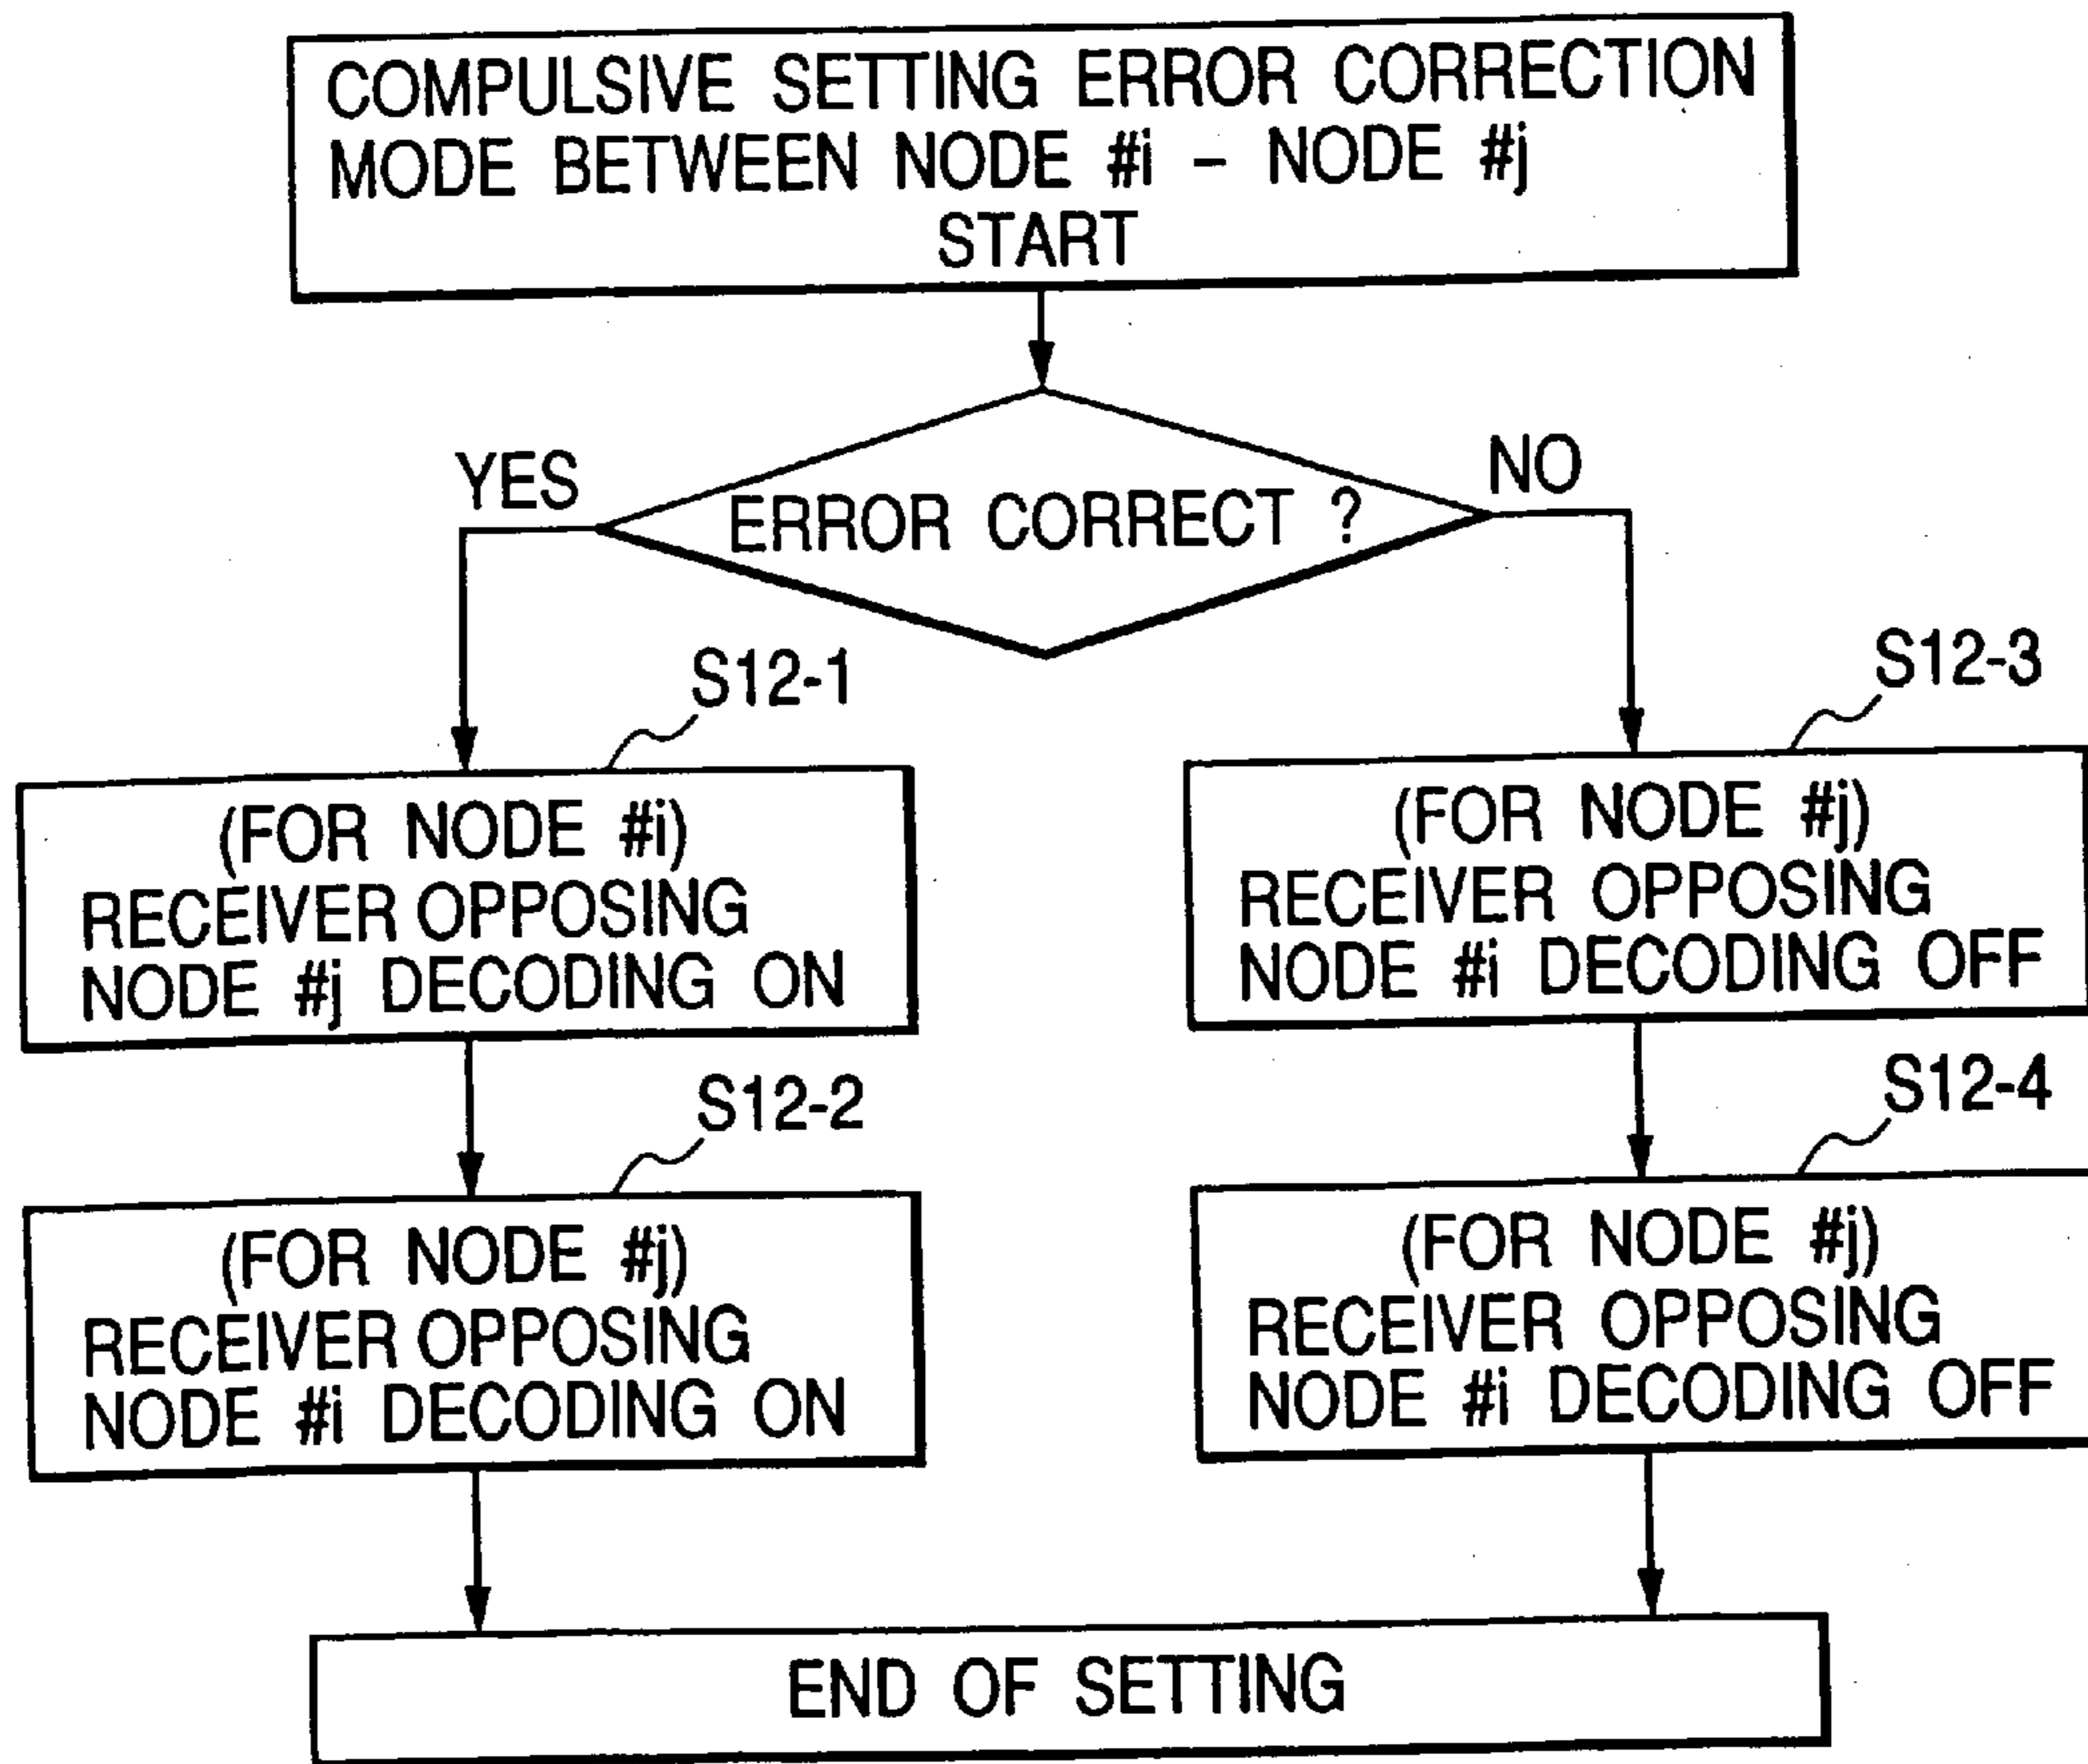 COMPULSIVE SETTING ERROR CORRECTION
MODE BETWEEN NODE #i – NODE #j
START
YES
ERROR CORRECT ?
NO
S12-1
S12-3
(FOR NODE #i)
RECEIVER OPPOSING
NODE #j DECODING ON
(FOR NODE #j)
RECEIVER OPPOSING
NODE #i DECODING OFF
S12-2
S12-4
(FOR NODE #j)
RECEIVER OPPOSING
NODE #i DECODING ON
(FOR NODE #j)
RECEIVER OPPOSING
NODE #i DECODING OFF
END OF SETTING